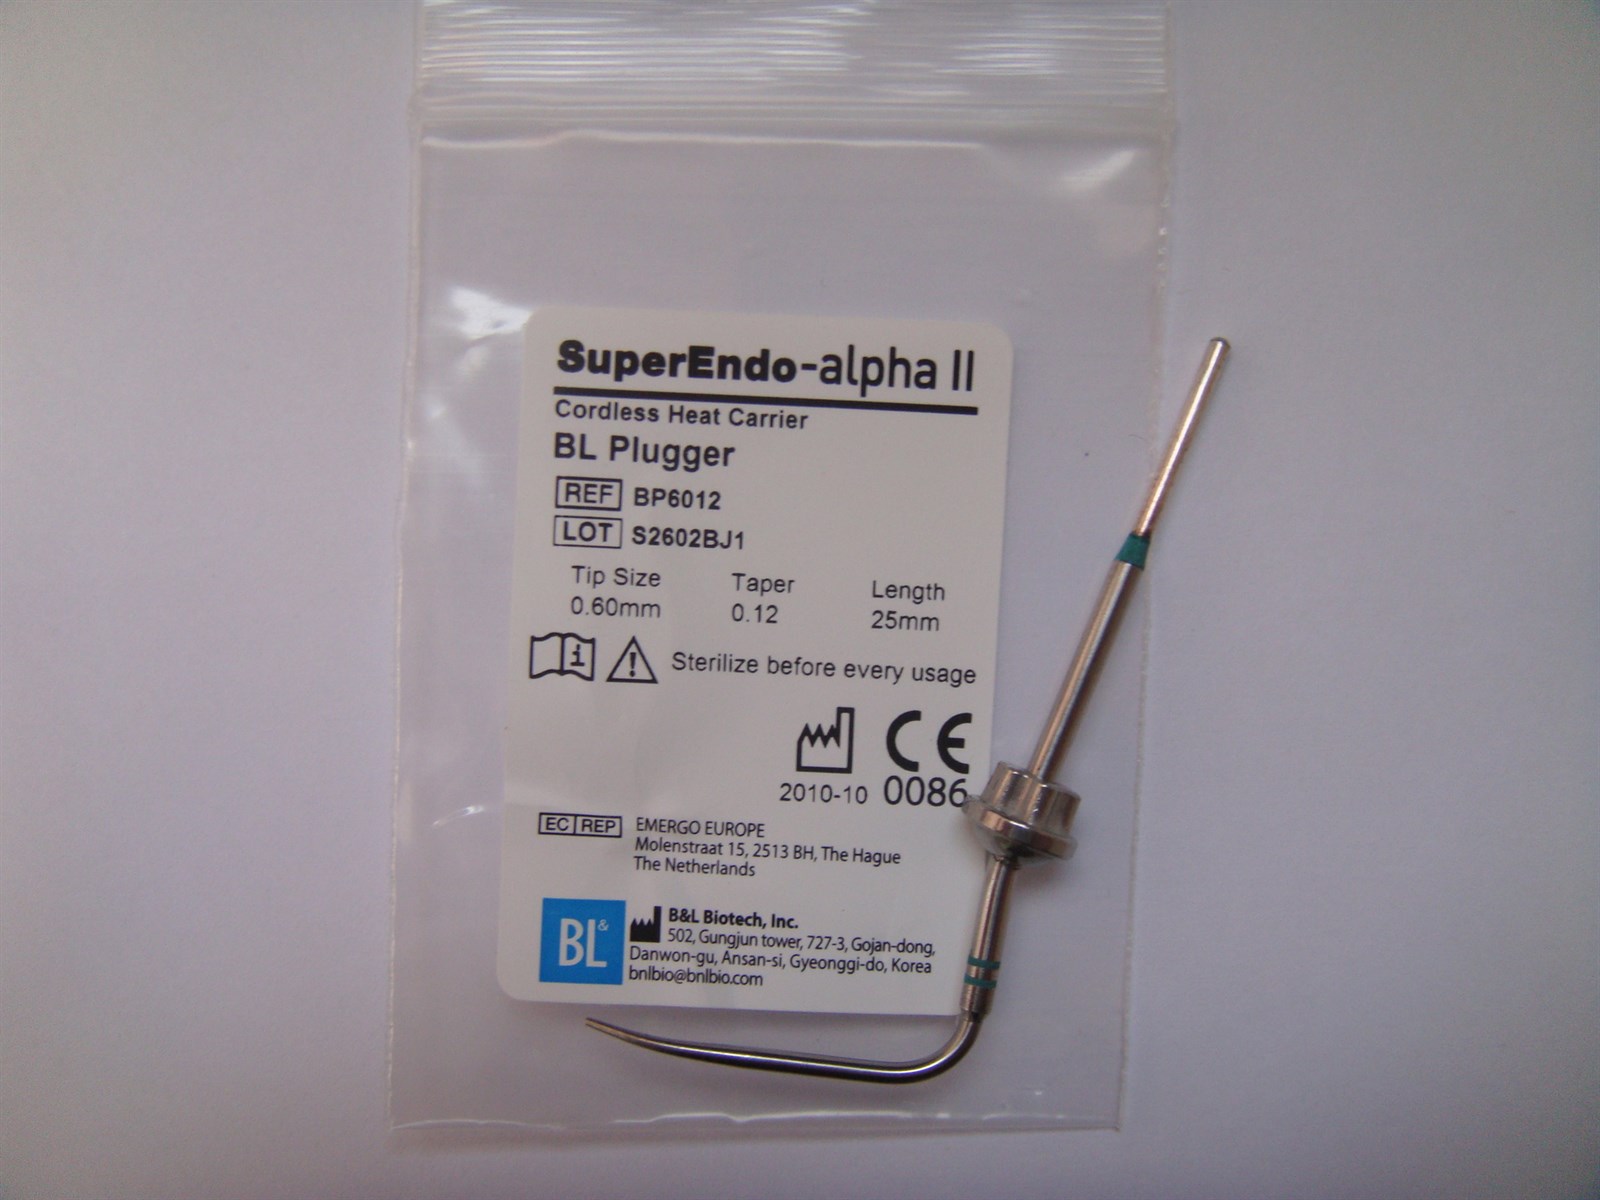 SuperEndo-alpha II
Cordless Heat Carrier
BL Plugger
REF BP6012
LOT S2602BJ1
Tip Size Taper Length
0.60mm 0.12 25mm
i ! Sterilize before every usage
CE
2010-10 0086
EC REP EMERGO EUROPE
Molenstraat 15, 2513 BH, The Hague
The Netherlands
B&L B&L Biotech, Inc.
502, Gungjun tower, 727-3, Gojan-dong,
Danwon-gu, Ansan-si, Gyeonggi-do, Korea
bnlbio@bnlbio.com